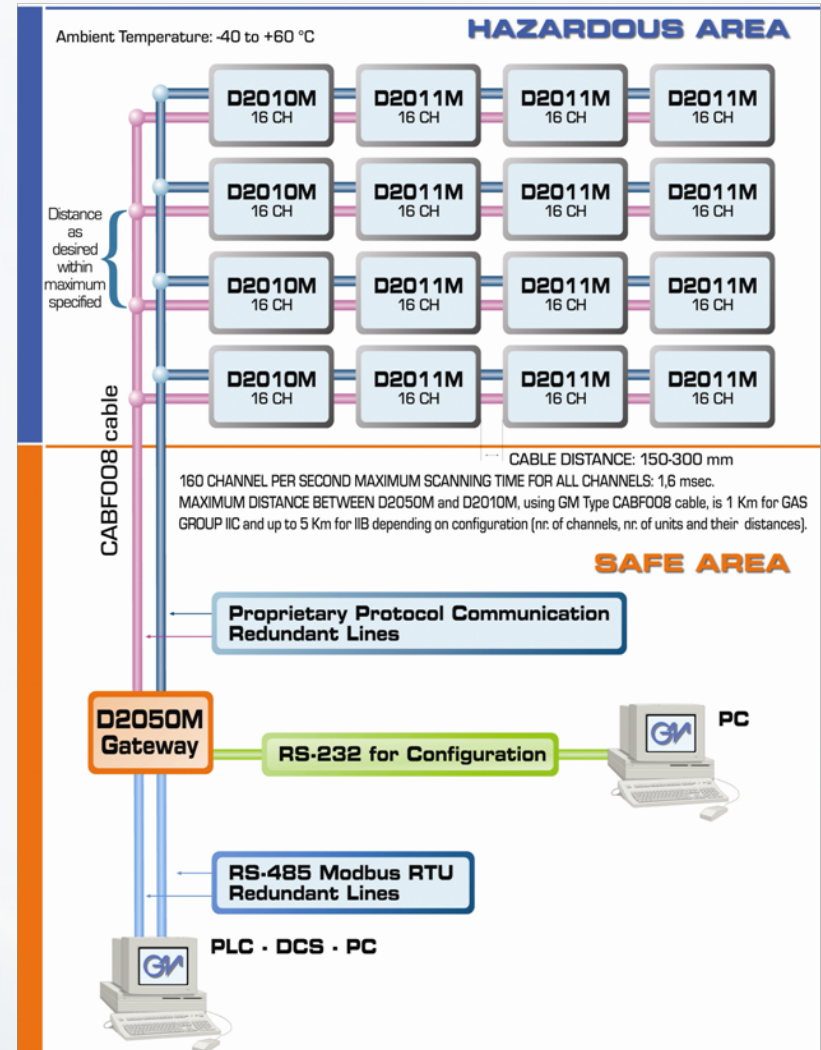 HAZARDOUS AREA
Ambient Temperature: -40 to +60 °C
D2010M
16 CH
D2011M
16 CH
D2011M
16 CH
D2011M
16 CH
D2010M
16 CH
D2011M
16 CH
D2011M
16 CH
D2011M
16 CH
Distance
as
desired
within
maximum
specified
D2010M
16 CH
D2011M
16 CH
D2011M
16 CH
D2011M
16 CH
D2010M
16 CH
D2011M
16 CH
D2011M
16 CH
D2011M
16 CH
CABF008 cable
CABLE DISTANCE: 150-300 mm
160 CHANNEL PER SECOND MAXIMUM SCANNING TIME FOR ALL CHANNELS: 1,6 msec.
MAXIMUM DISTANCE BETWEEN D2050M and D2010M, using GM Type CABF008 cable, is 1 Km for GAS
GROUP IIC and up to 5 Km for IIB depending on configuration (nr. of channels, nr. of units and their distances).
SAFE AREA
Proprietary Protocol Communication
Redundant Lines
D2050M
Gateway
RS-232 for Configuration
GM
PC
RS-485 Modbus RTU
Redundant Lines
GM
PLC - DCS - PC